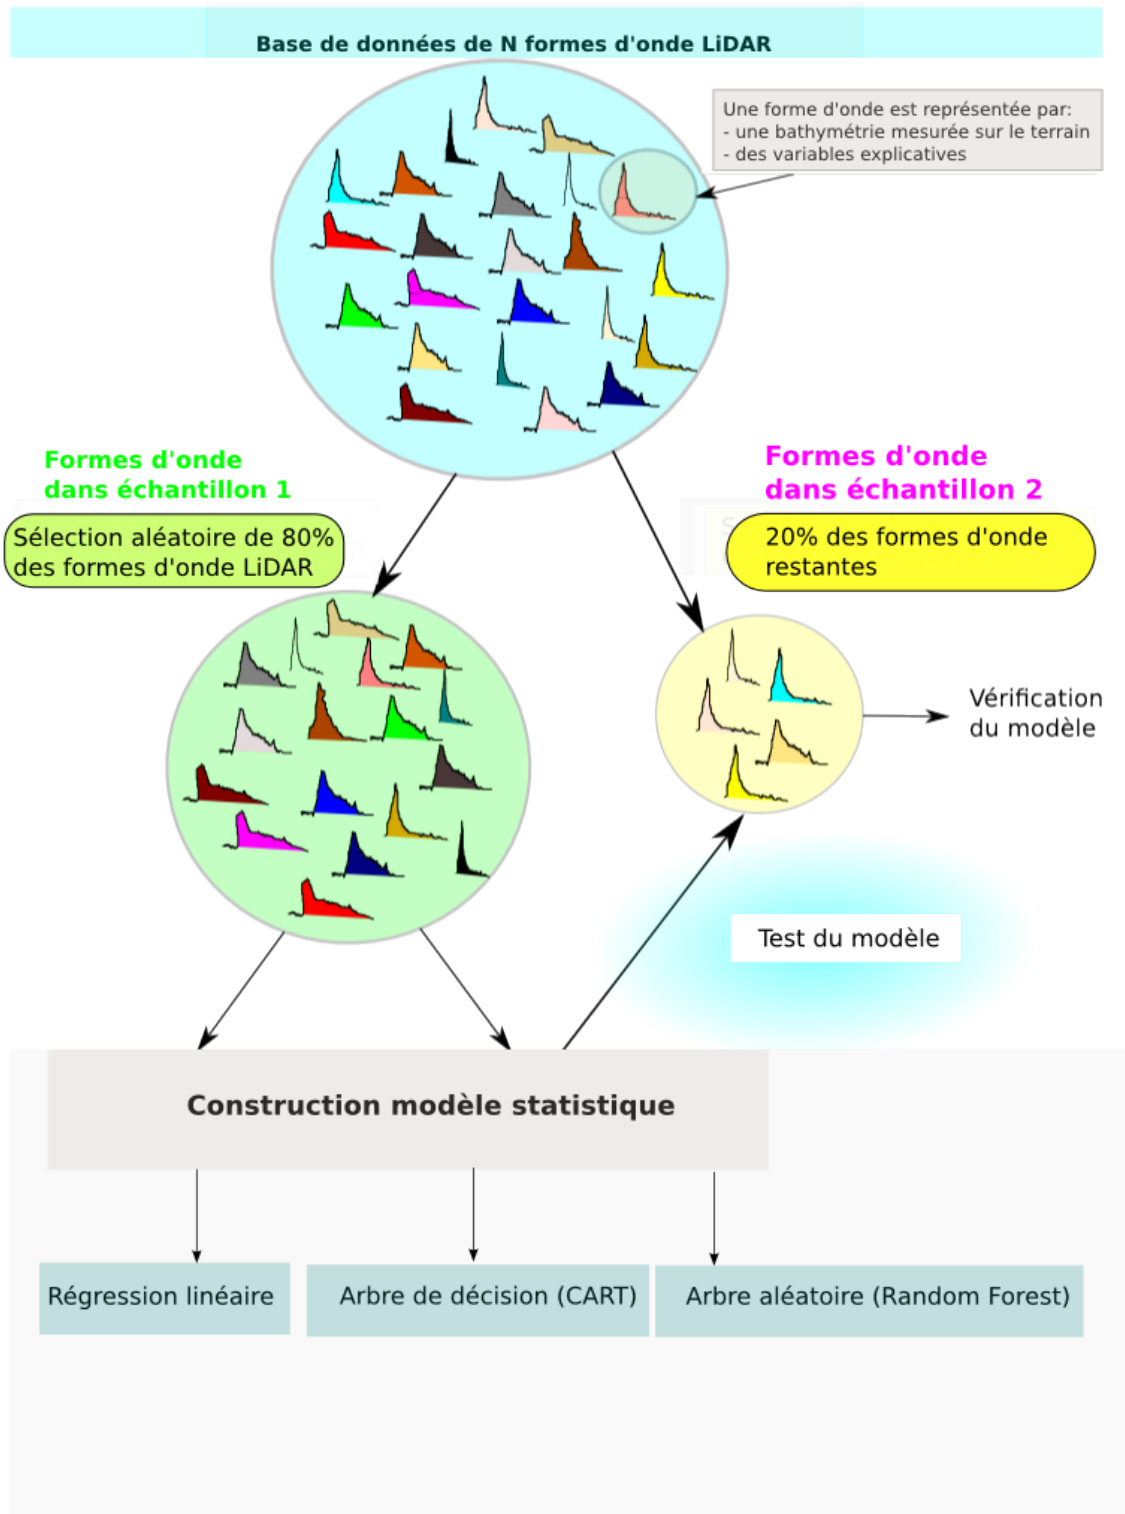 Base de données de N formes d'onde LiDAR
Une forme d'onde est représentée par:
- une bathymétrie mesurée sur le terrain
- des variables explicatives
Formes d'onde
dans échantillon 1
Sélection aléatoire de 80%
des formes d'onde LiDAR
Formes d'onde
dans échantillon 2
20% des formes d'onde
restantes
Vérification
du modèle
Test du modèle
Construction modèle statistique
Régression linéaire
Arbre de décision (CART)
Arbre aléatoire (Random Forest)